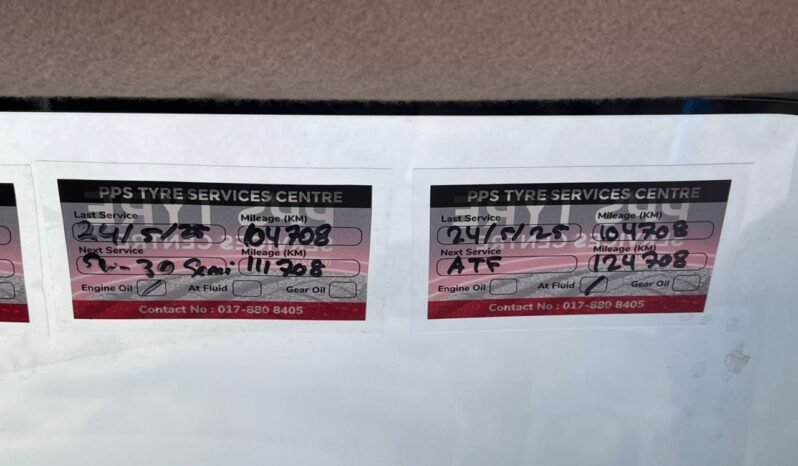 PPS TYRE SERVICES CENTRE
Last Service Mileage (KM)
24/5/25 104708
Next Service Mileage (KM)
30 Semi 111708
Engine Oil At Fluid Gear Oil
Contact No : 017-880 8405
PPS TYRE SERVICES CENTRE
Last Service Mileage (KM)
24/5/25 104708
Next Service Mileage (KM)
ATF 124708
Engine Oil At Fluid Gear Oil
Contact No : 017-880 8405